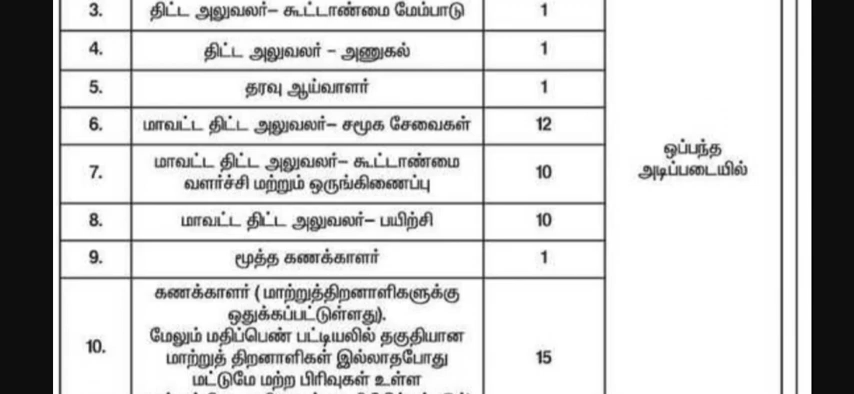 3. திட்ட அலுவலர்– கூட்டாண்மை மேம்பாடு 1
4. திட்ட அலுவலர் – அணுகல் 1
5. தரவு ஆய்வாளர் 1
6. மாவட்ட திட்ட அலுவலர்– சமூக சேவைகள் 12
7. மாவட்ட திட்ட அலுவலர்– கூட்டாண்மை
வளர்ச்சி மற்றும் ஒருங்கிணைப்பு 10
ஒப்பந்த
அடிப்படையில்
8. மாவட்ட திட்ட அலுவலர்– பயிற்சி 10
9. மூத்த கணக்காளர் 1
10. கணக்காளர் ( மாற்றுத்திறனாளிகளுக்கு
ஒதுக்கப்பட்டுள்ளது).
மேலும் மதிப்பெண் பட்டியலில் தகுதியான
மாற்றுத் திறனாளிகள் இல்லாதபோது
மட்டுமே மற்ற பிரிவுகள் உள்ள
15